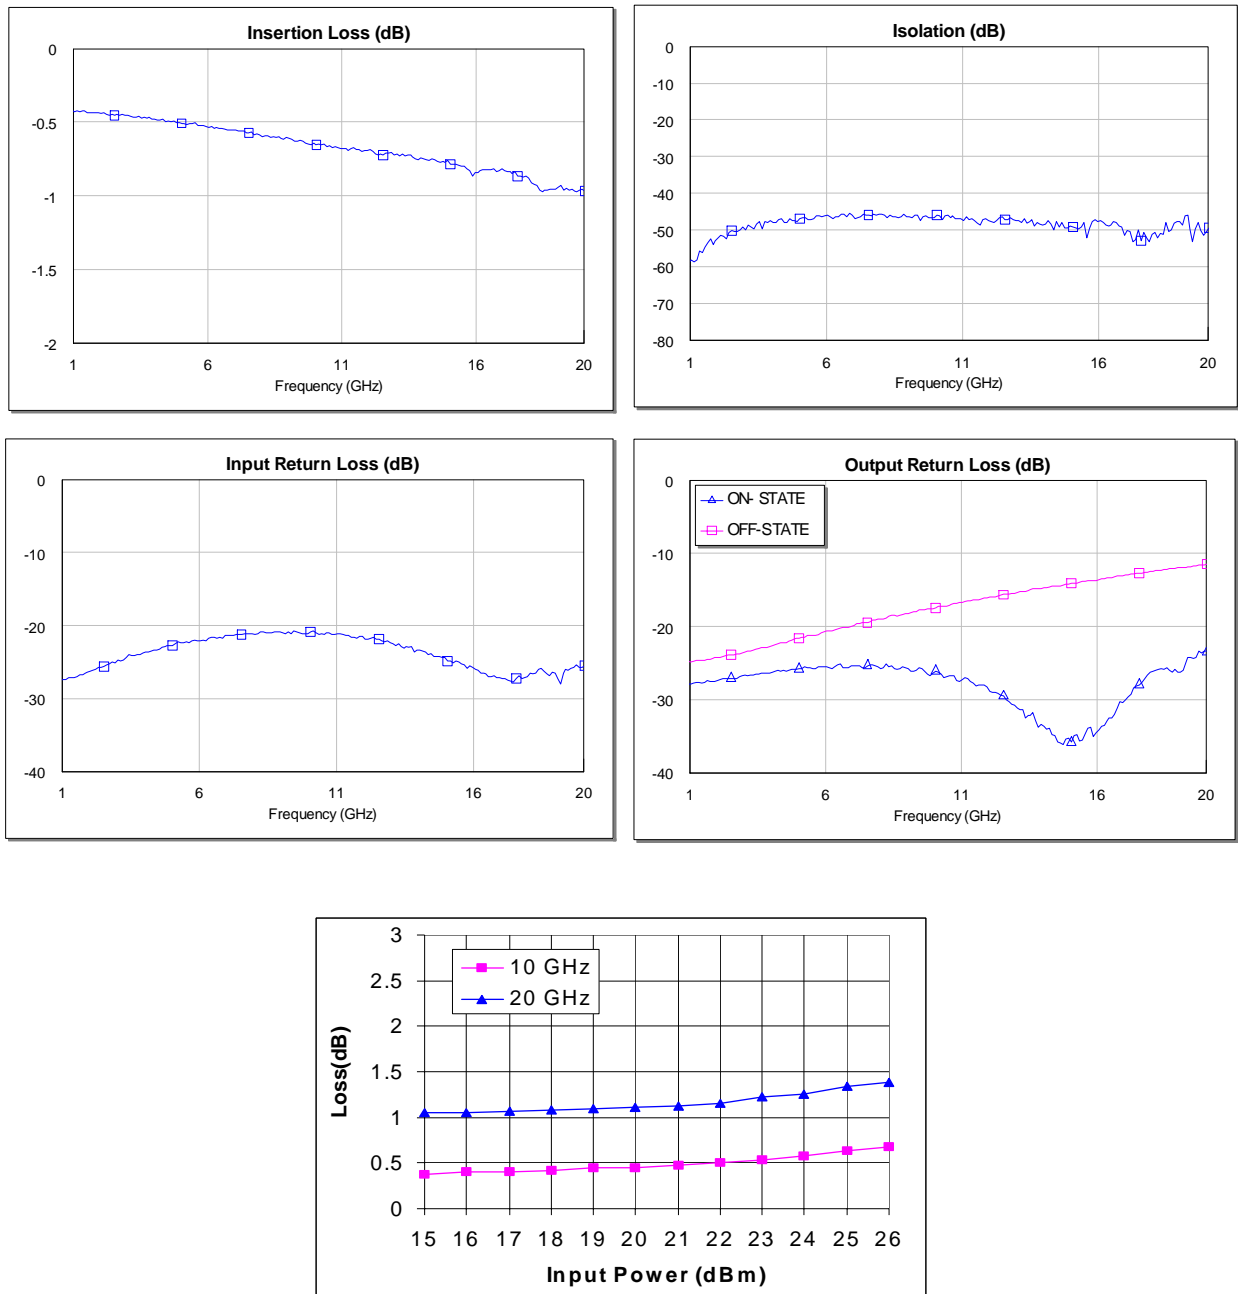 Insertion Loss (dB)
0
-0.5
-1
-1.5
-2
1 6 11 16 20
Frequency (GHz)
Isolation (dB)
0
-10
-20
-30
-40
-50
-60
-70
-80
1 6 11 16 20
Frequency (GHz)
Input Return Loss (dB)
0
-10
-20
-30
-40
1 6 11 16 20
Frequency (GHz)
Output Return Loss (dB)
0
ON- STATE
OFF-STATE
-10
-20
-30
-40
1 6 11 16 20
Frequency (GHz)
3
10 GHz
2.5
20 GHz
2
1.5
1
0.5
0
Loss(dB)
15 16 17 18 19 20 21 22 23 24 25 26
Input Power (dBm)